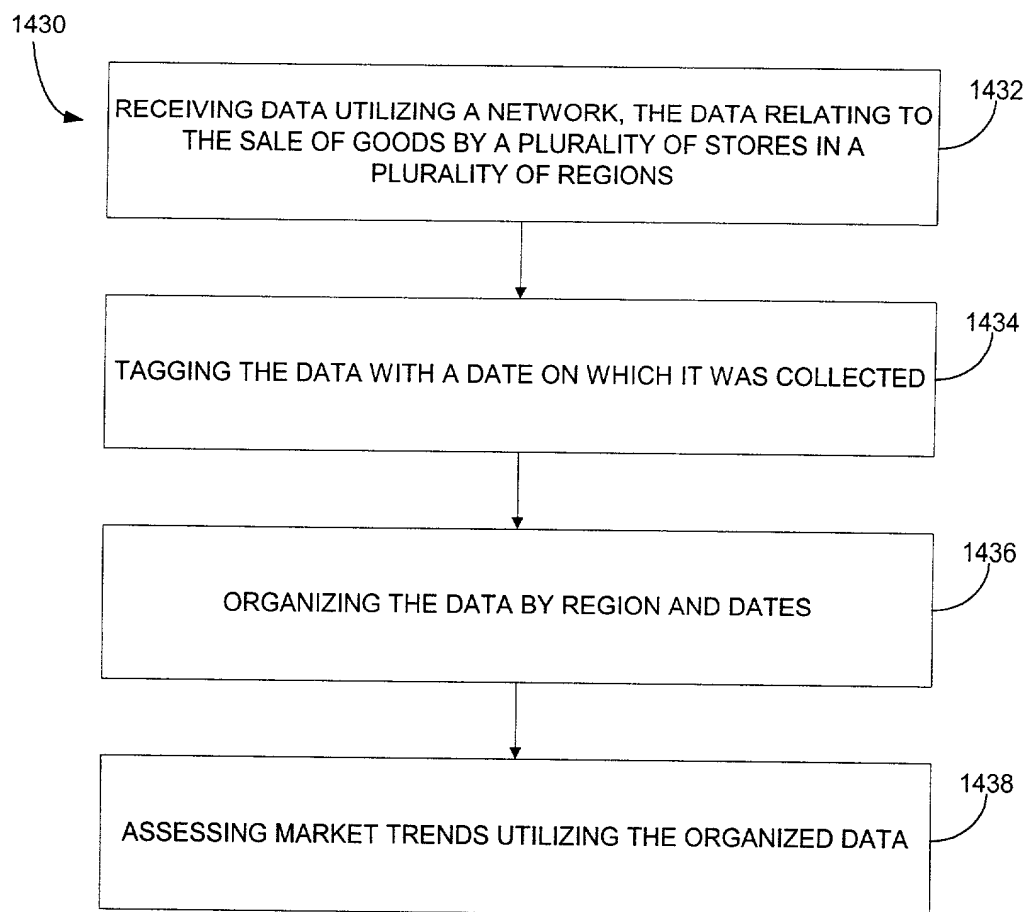 1430
1432
RECEIVING DATA UTILIZING A NETWORK, THE DATA RELATING TO
THE SALE OF GOODS BY A PLURALITY OF STORES IN A
PLURALITY OF REGIONS
1434
TAGGING THE DATA WITH A DATE ON WHICH IT WAS COLLECTED
1436
ORGANIZING THE DATA BY REGION AND DATES
1438
ASSESSING MARKET TRENDS UTILIZING THE ORGANIZED DATA